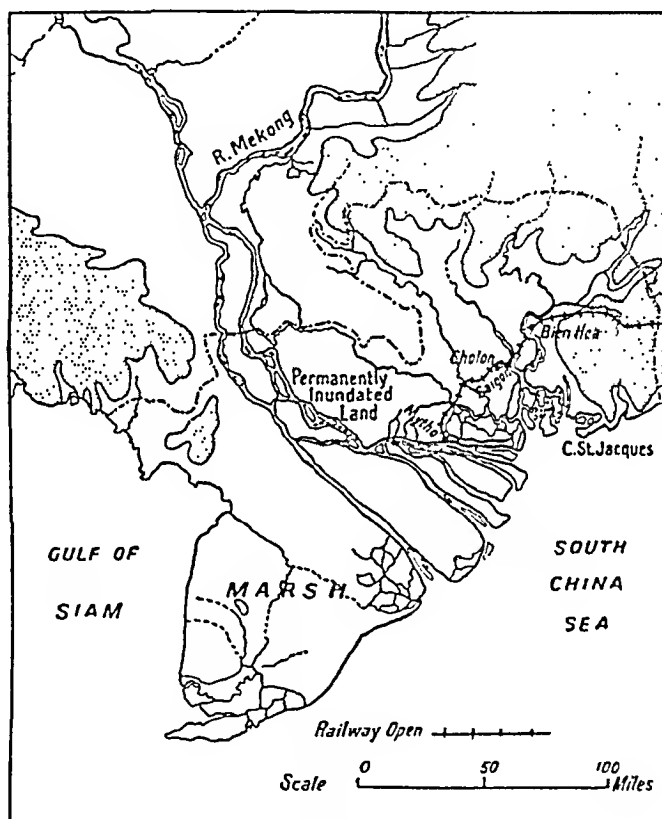 R. Mekong
Bien Hoa
Cholon
Saigon
Permanently
Inundated
Land
Mytho
C. St. Jacques
GULF OF
SIAM
MARSH
SOUTH
CHINA
SEA
Railway Open
Scale 0 50 100 Miles